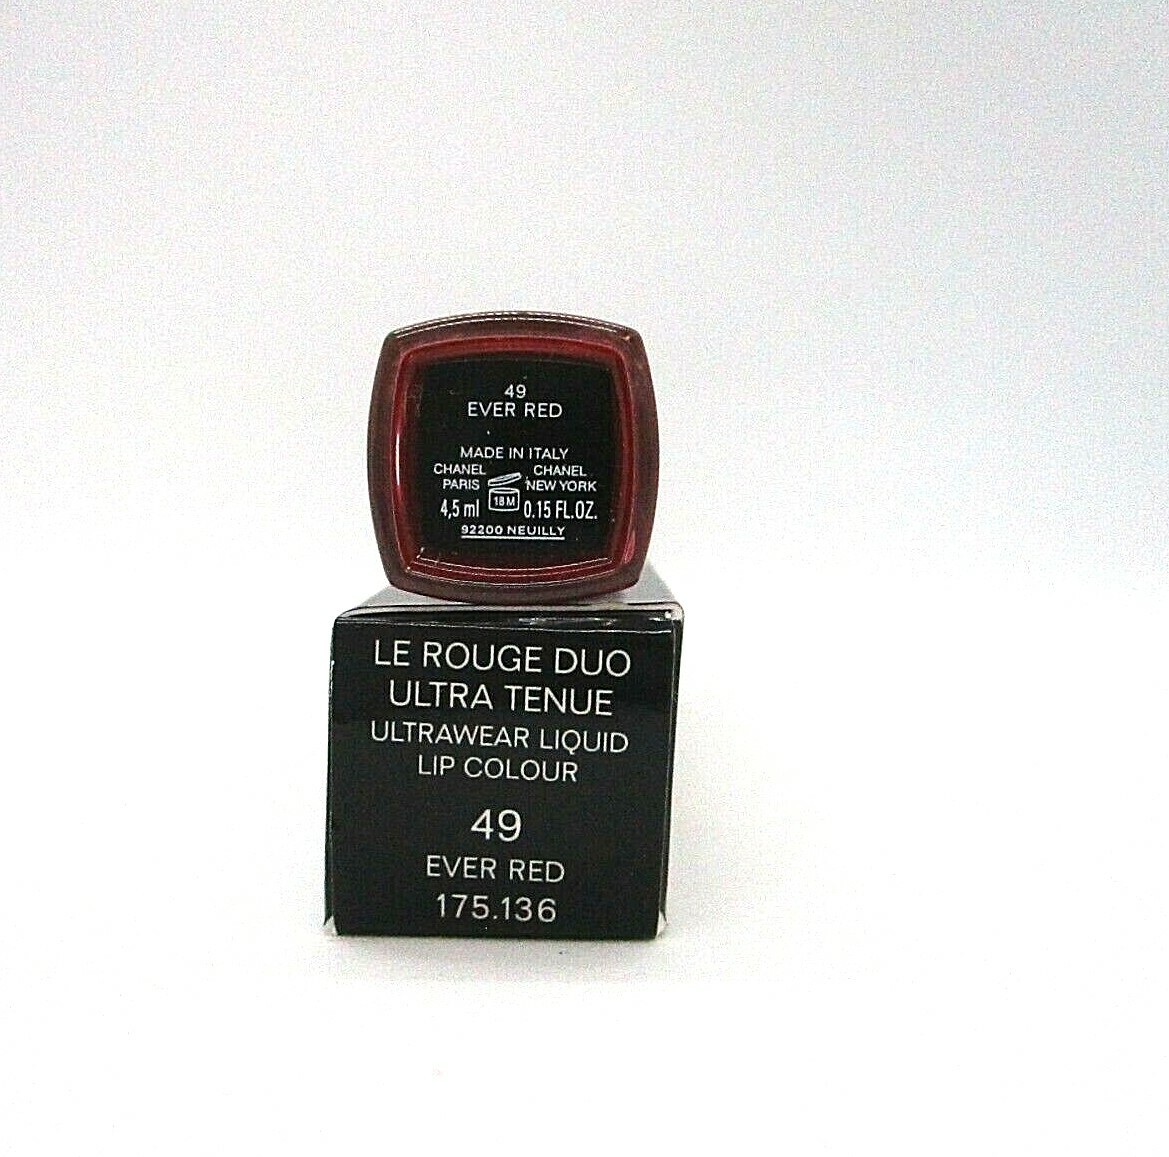 49
EVER RED
MADE IN ITALY
CHANEL PARIS
CHANEL NEW YORK
4,5 ml 18M 0.15 FL.OZ.
92200 NEUILLY
LE ROUGE DUO
ULTRA TENUE
ULTRAWEAR LIQUID
LIP COLOUR
49
EVER RED
175.136